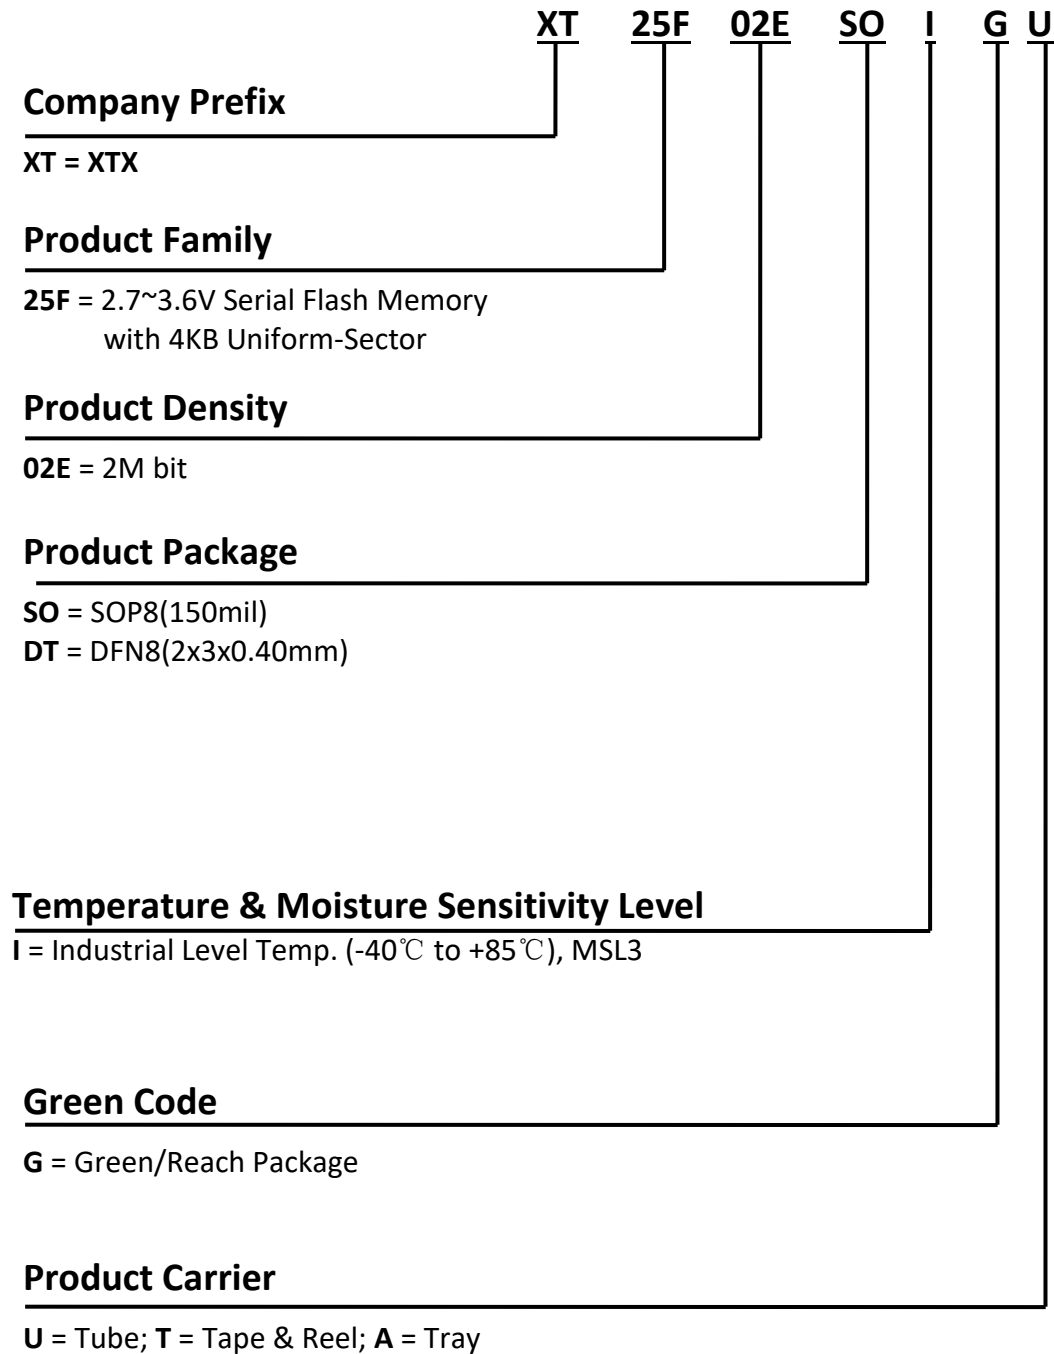 XT 25F 02E SO I G U
Company Prefix
XT = XTX
Product Family
25F = 2.7~3.6V Serial Flash Memory
with 4KB Uniform-Sector
Product Density
02E = 2M bit
Product Package
SO = SOP8(150mil)
DT = DFN8(2x3x0.40mm)
Temperature & Moisture Sensitivity Level
I = Industrial Level Temp. (-40℃ to +85℃), MSL3
Green Code
G = Green/Reach Package
Product Carrier
U = Tube; T = Tape & Reel; A = Tray